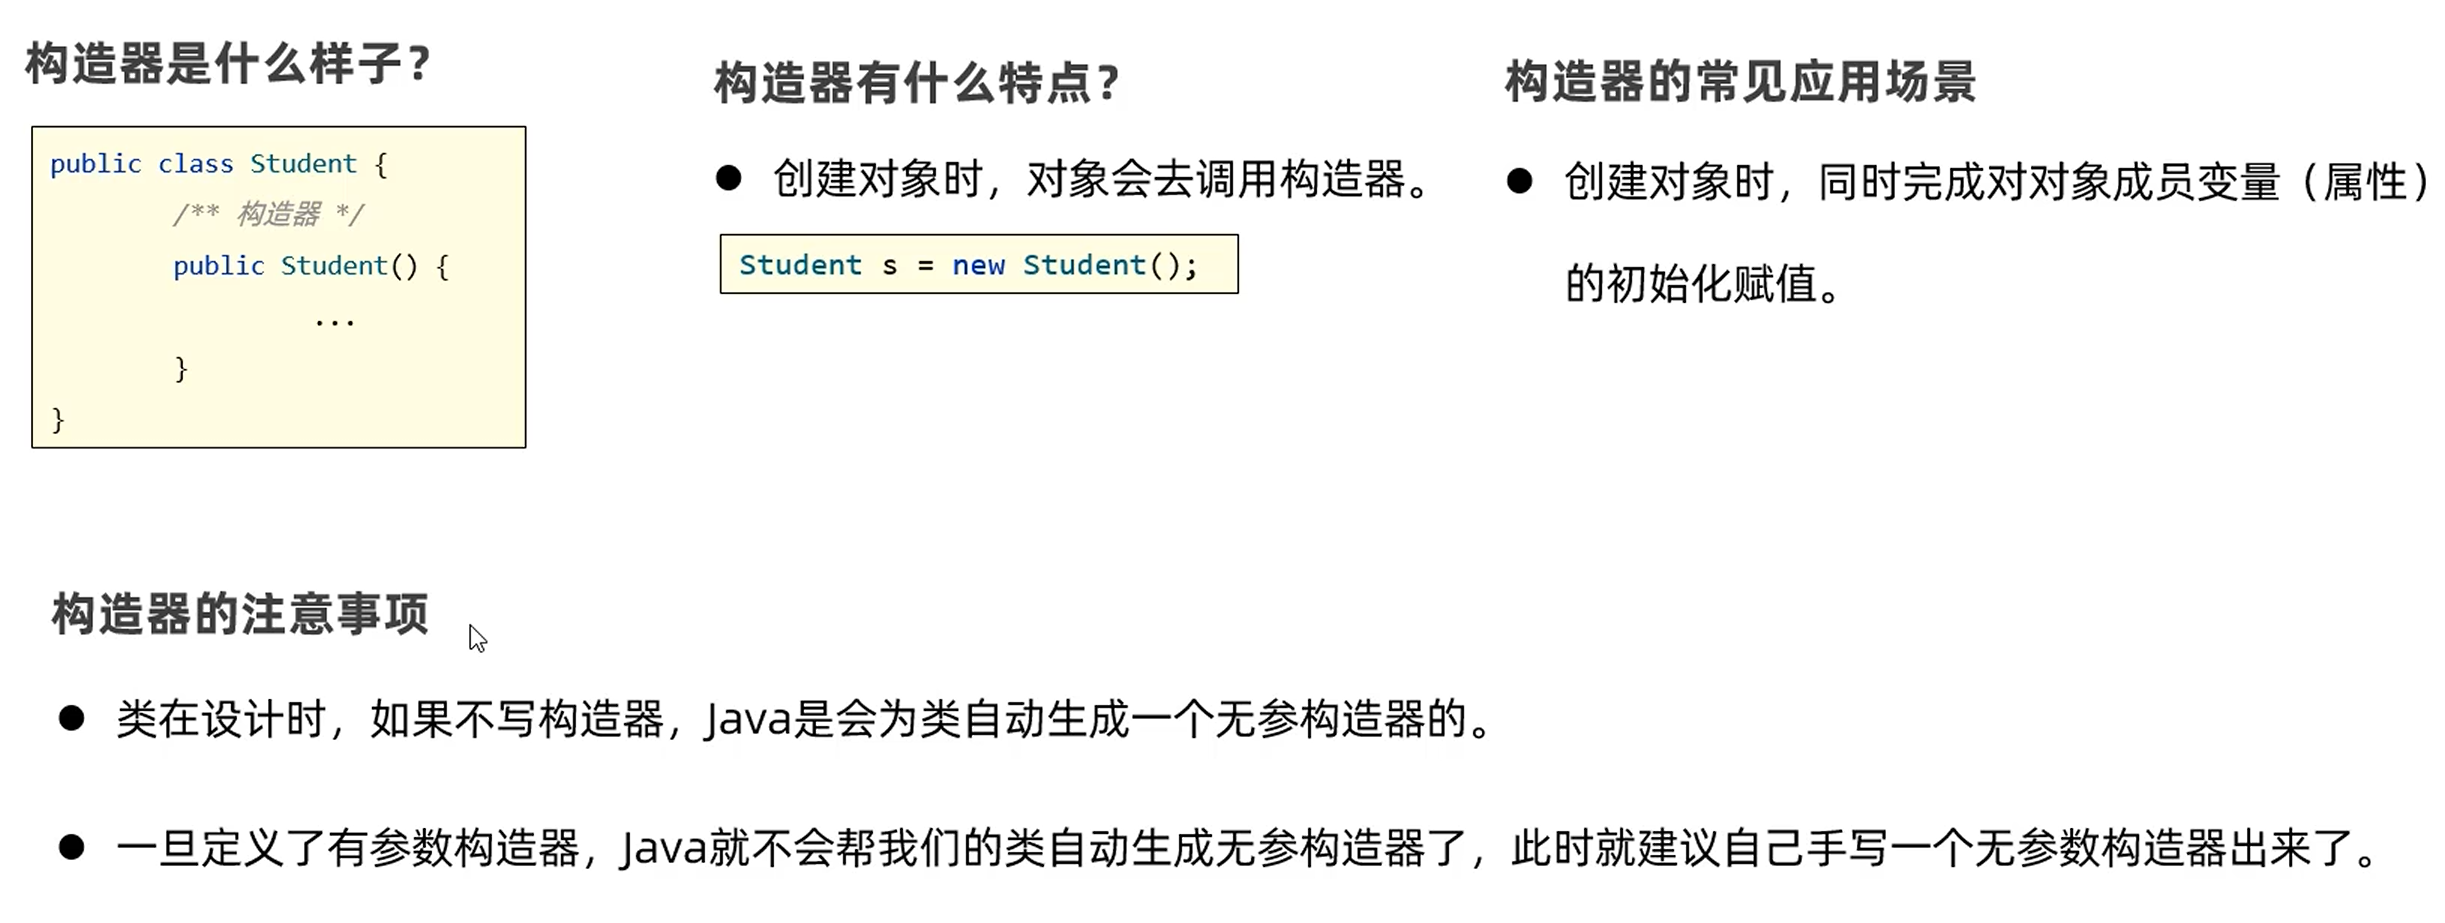 构造器是什么样子？
public class Student {
/** 构造器 */
public Student() {
...
}
}
构造器有什么特点？
● 创建对象时，对象会去调用构造器。
Student s = new Student();
构造器的常见应用场景
● 创建对象时，同时完成对对象成员变量（属性）
的初始化赋值。
构造器的注意事项
● 类在设计时，如果不写构造器，Java是会为类自动生成一个无参构造器的。
● 一旦定义了有参数构造器，Java就不会帮我们的类自动生成无参构造器了，此时就建议自己手写一个无参数构造器出来了。